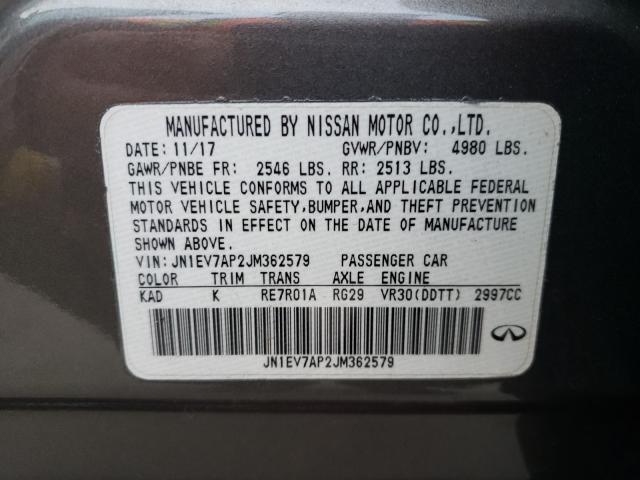 MANUFACTURED BY NISSAN MOTOR CO.,LTD.
DATE: 11/17 GVWR/PNBV: 4980 LBS.
GAWR/PNBE FR: 2546 LBS. RR: 2513 LBS.
THIS VEHICLE CONFORMS TO ALL APPLICABLE FEDERAL
MOTOR VEHICLE SAFETY,BUMPER,AND THEFT PREVENTION
STANDARDS IN EFFECT ON THE DATE OF MANUFACTURE
SHOWN ABOVE.
VIN: JN1EV7AP2JM362579 PASSENGER CAR
COLOR TRIM TRANS AXLE ENGINE
KAD K RE7R01A RG29 VR30(DDTT) 2997CC
JN1EV7AP2JM362579